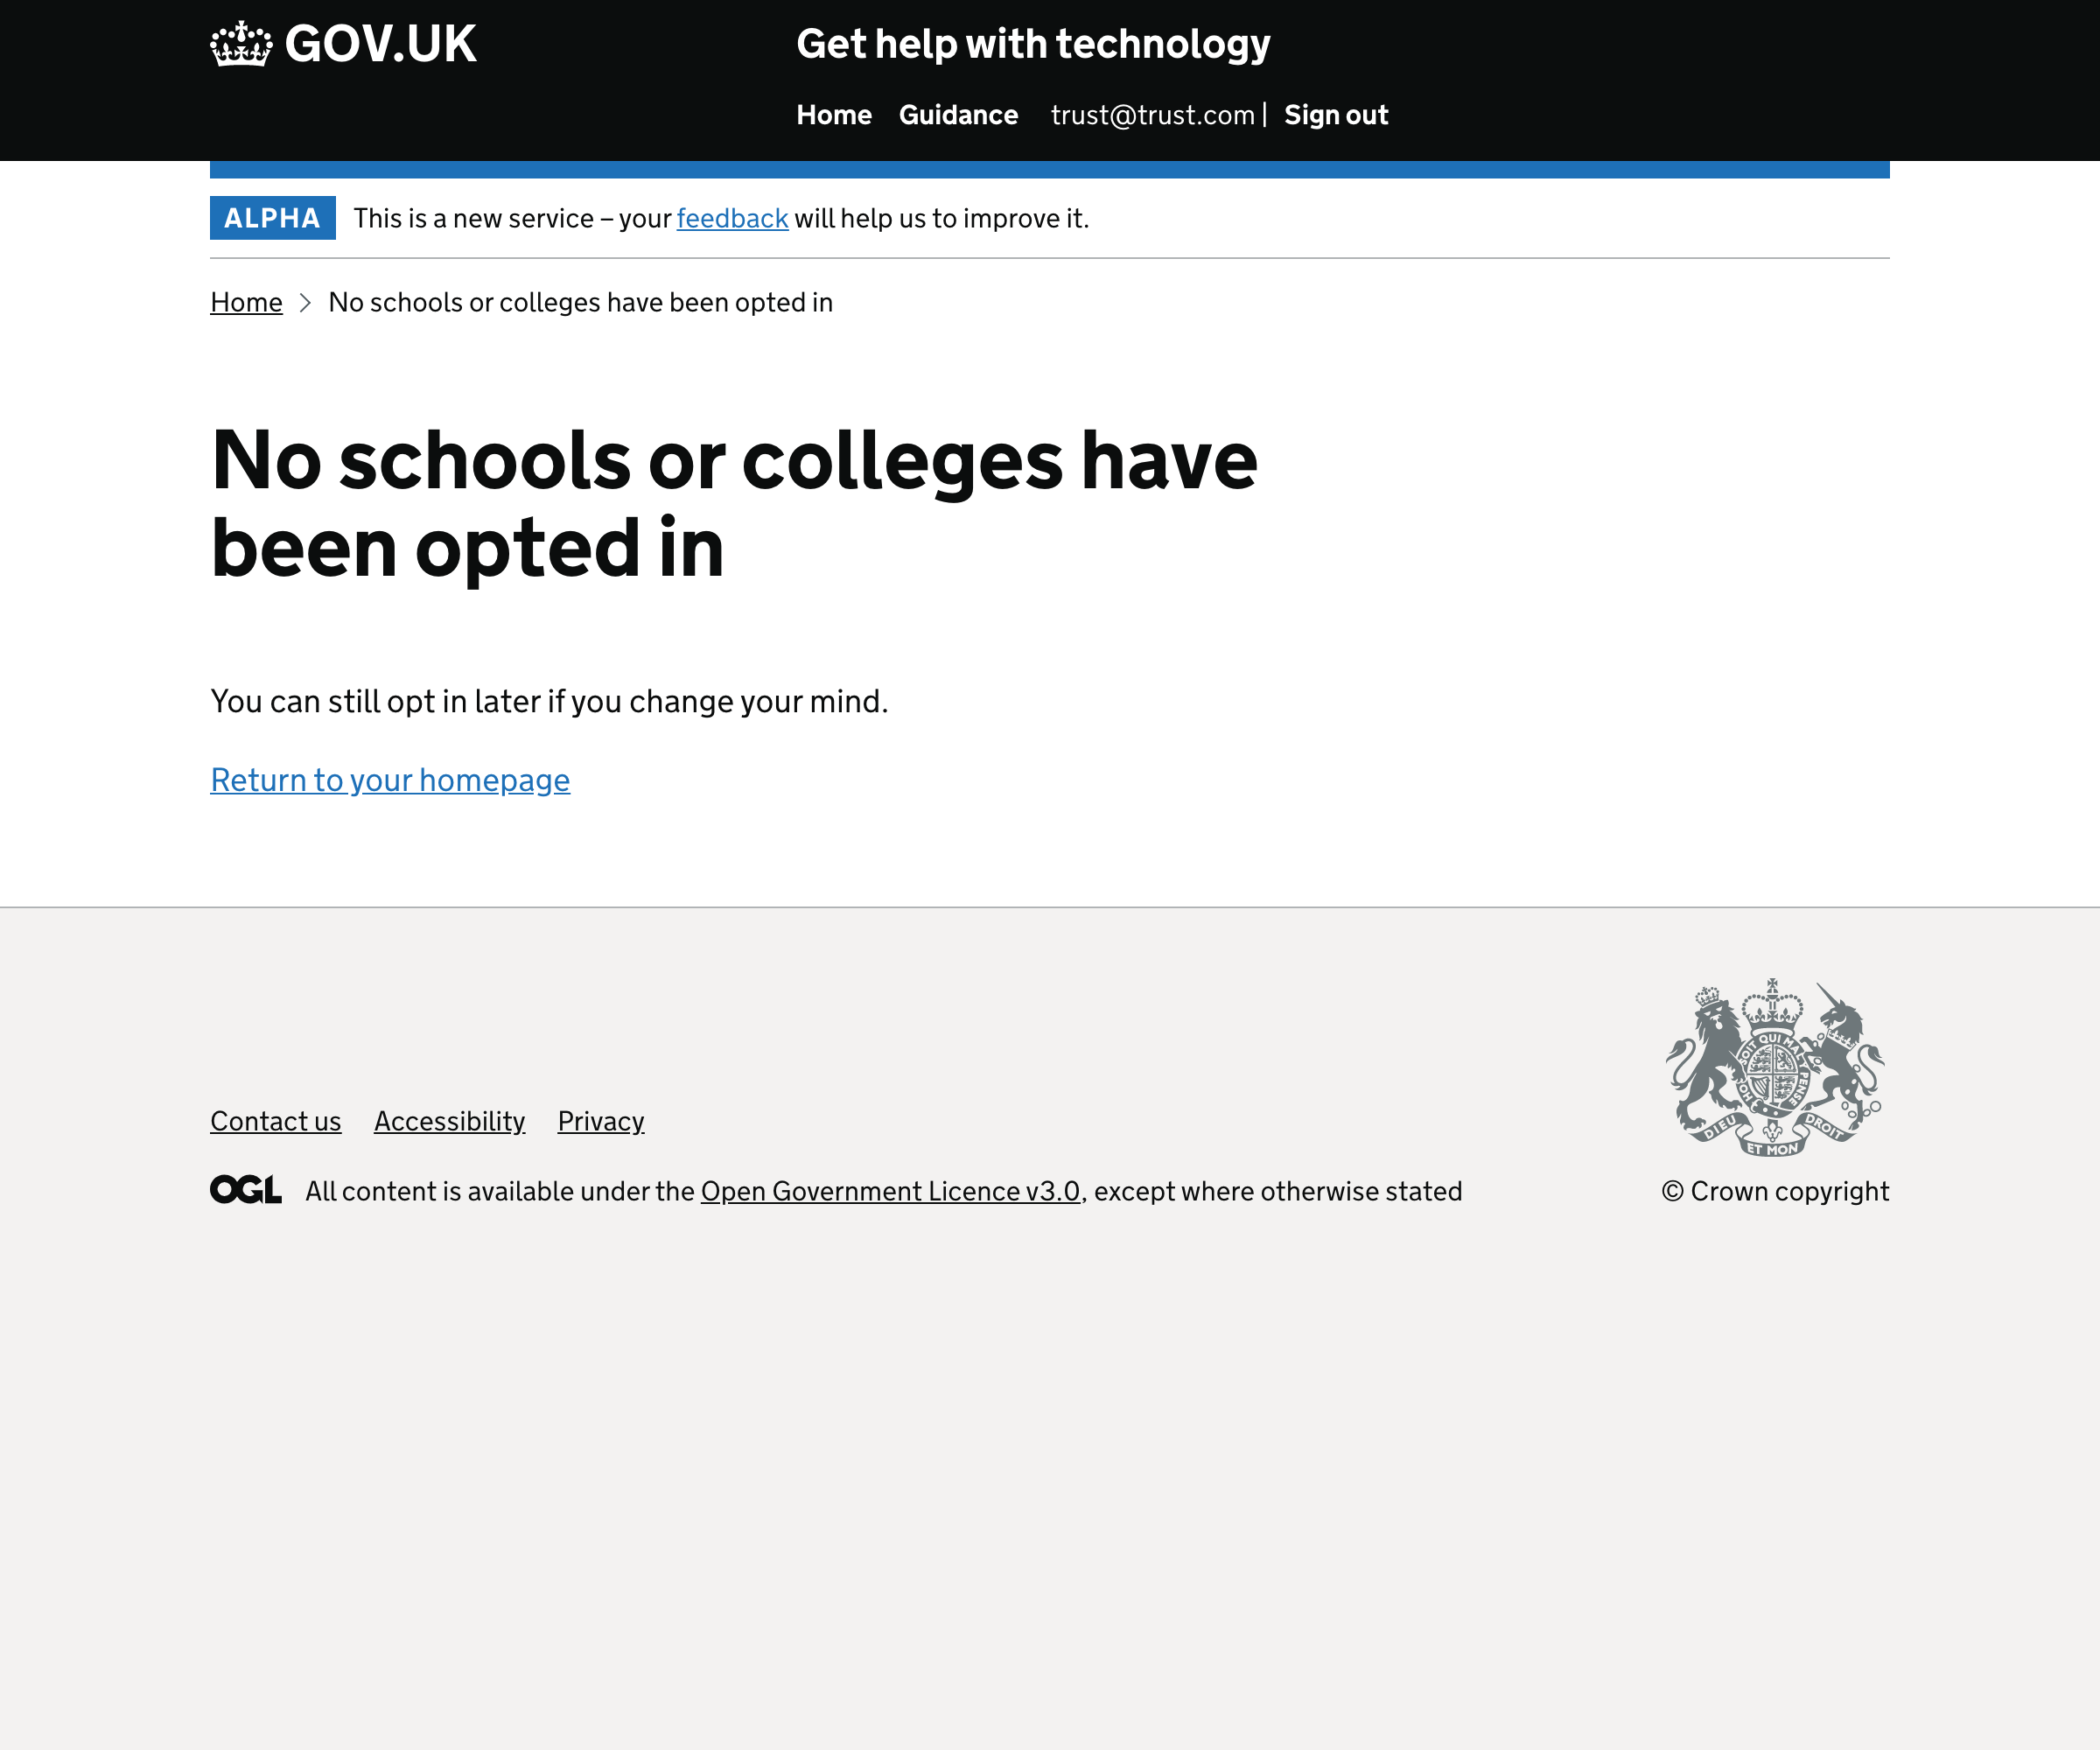 GOV.UK
Get help with technology
Home Guidance trust@trust.com | Sign out
ALPHA This is a new service – your feedback will help us to improve it.
Home No schools or colleges have been opted in
No schools or colleges have
been opted in
You can still opt in later if you change your mind.
Return to your homepage
SOIT QUI MAL Y PENSE
HON
DIEU ET MON DROIT
Contact us Accessibility Privacy
OGL All content is available under the Open Government Licence v3.0, except where otherwise stated
© Crown copyright